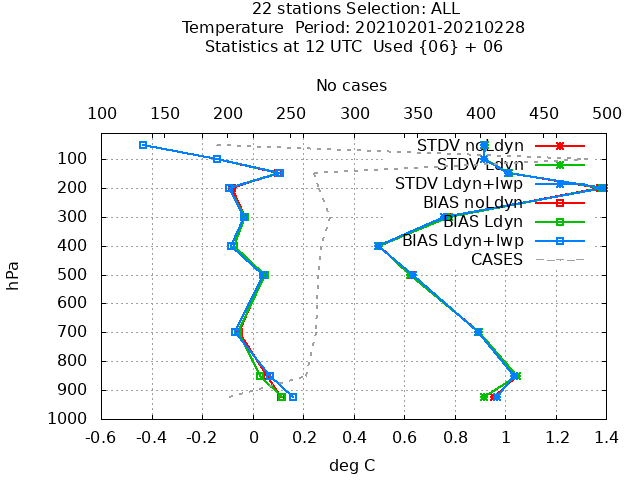 22 stations Selection: ALL
Temperature  Period: 20210201-20210228
Statistics at 12 UTC  Used {06} + 06
No cases
100 150 200 250 300 350 400 450 500
STDV noLdyn
STDV Ldyn
STDV Ldyn+lwp
BIAS noLdyn
BIAS Ldyn
BIAS Ldyn+lwp
CASES
hPa
100
200
300
400
500
600
700
800
900
1000
-0.6 -0.4 -0.2 0 0.2 0.4 0.6 0.8 1 1.2 1.4
deg C